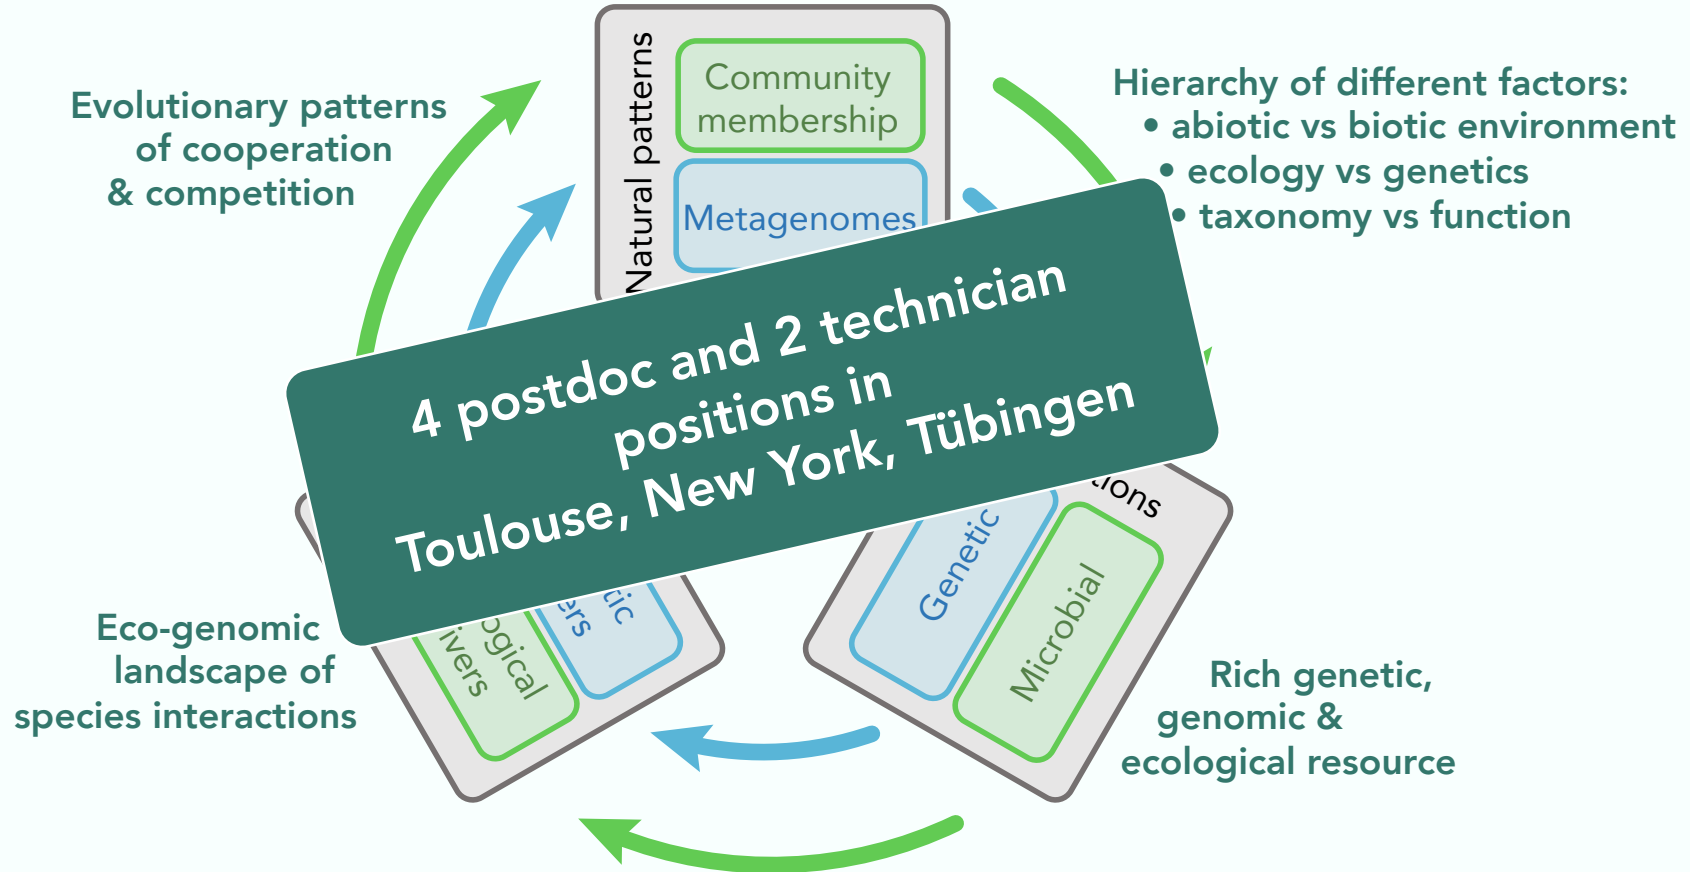 Natural patterns
Community
membership
Metagenomes
Evolutionary patterns
of cooperation
& competition
Hierarchy of different factors:
• abiotic vs biotic environment
• ecology vs genetics
• taxonomy vs function
4 postdoc and 2 technician
positions in
Toulouse, New York, Tübingen
Genetic
Microbial
Eco-genomic
landscape of
species interactions
Rich genetic,
genomic &
ecological resource